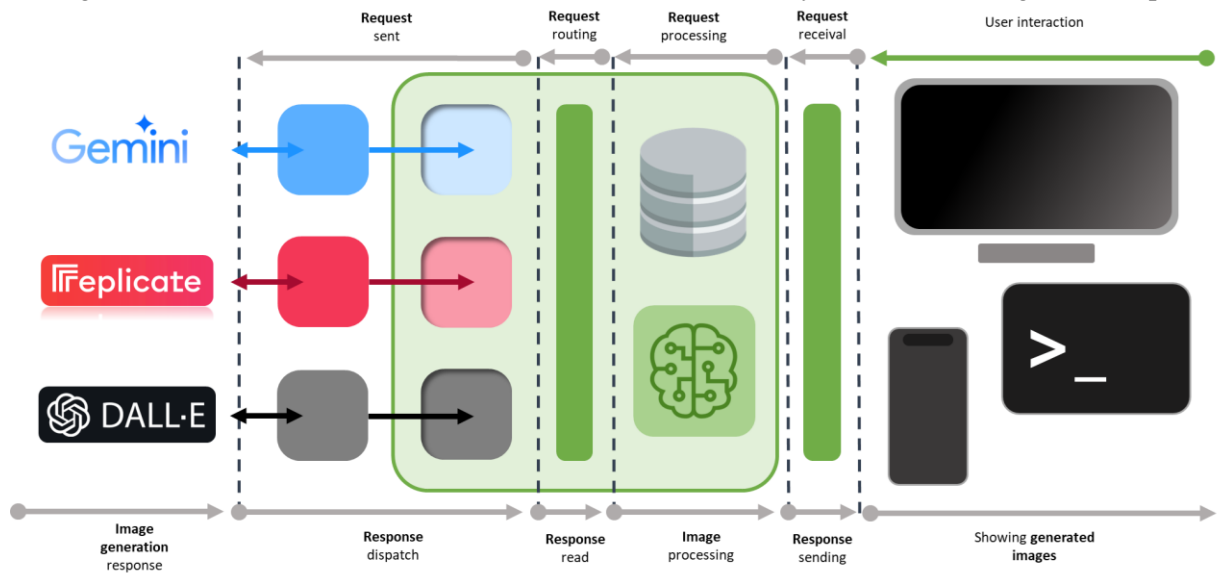 Request
sent
Request
routing
Request
processing
Request
receival
User interaction
Gemini
replicate
DALL·E
>_
Image
generation
response
Response
dispatch
Response
read
Image
processing
Response
sending
Showing generated
images